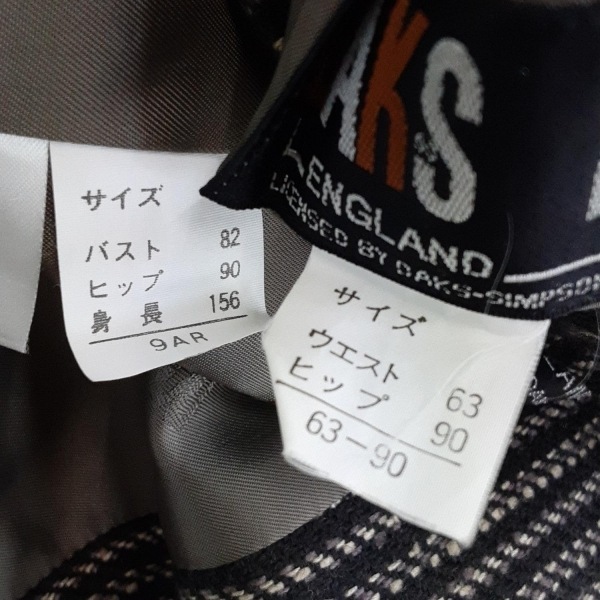 AKS
ENGLAND
LICENSED BY DAKS-SIMPSON
サイズ
バスト 82
ヒップ 90
身長 156
9AR
サイズ
ウエスト 63
ヒップ 90
63-90